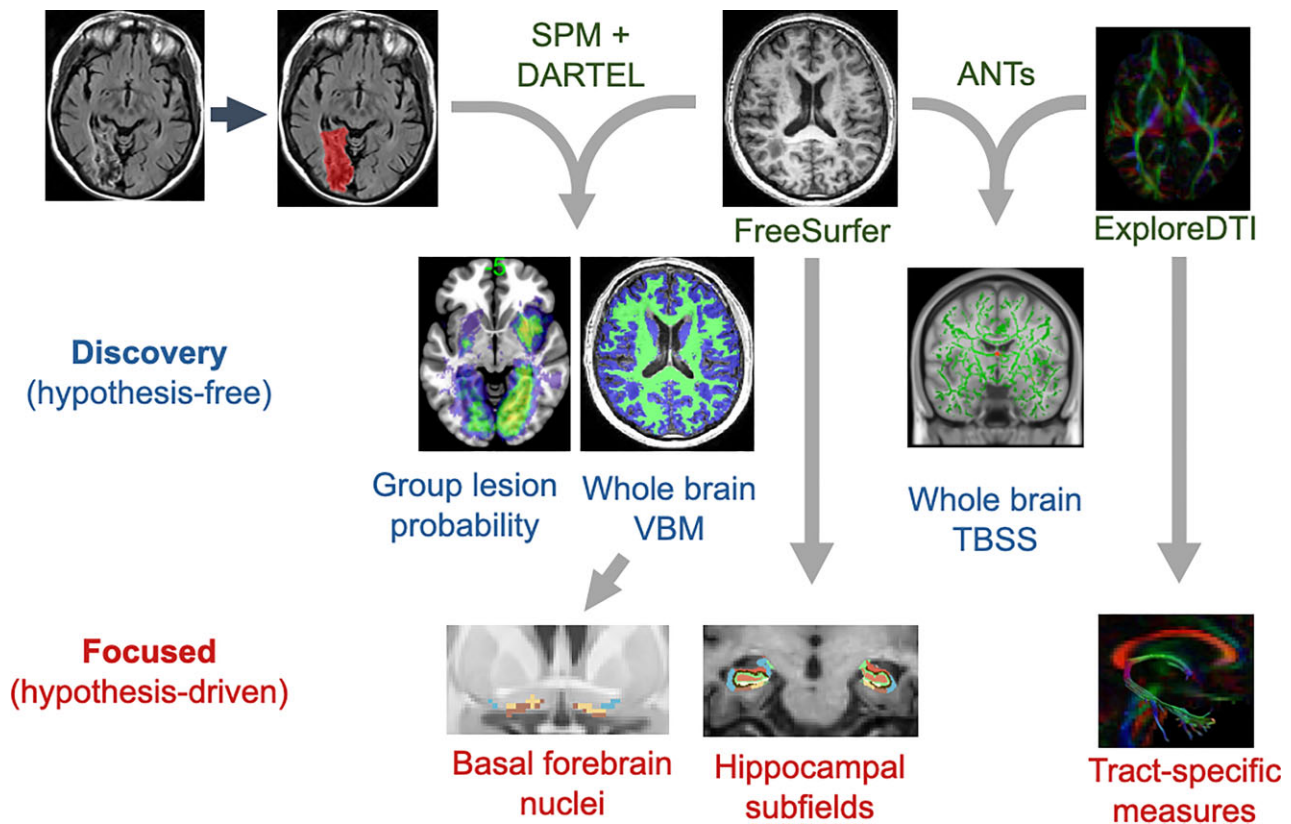 SPM +
DARTEL
ANTs
FreeSurfer
ExploreDTI
-5
Discovery
(hypothesis-free)
Group lesion
probability
Whole brain
VBM
Whole brain
TBSS
Focused
(hypothesis-driven)
Basal forebrain
nuclei
Hippocampal
subfields
Tract-specific
measures